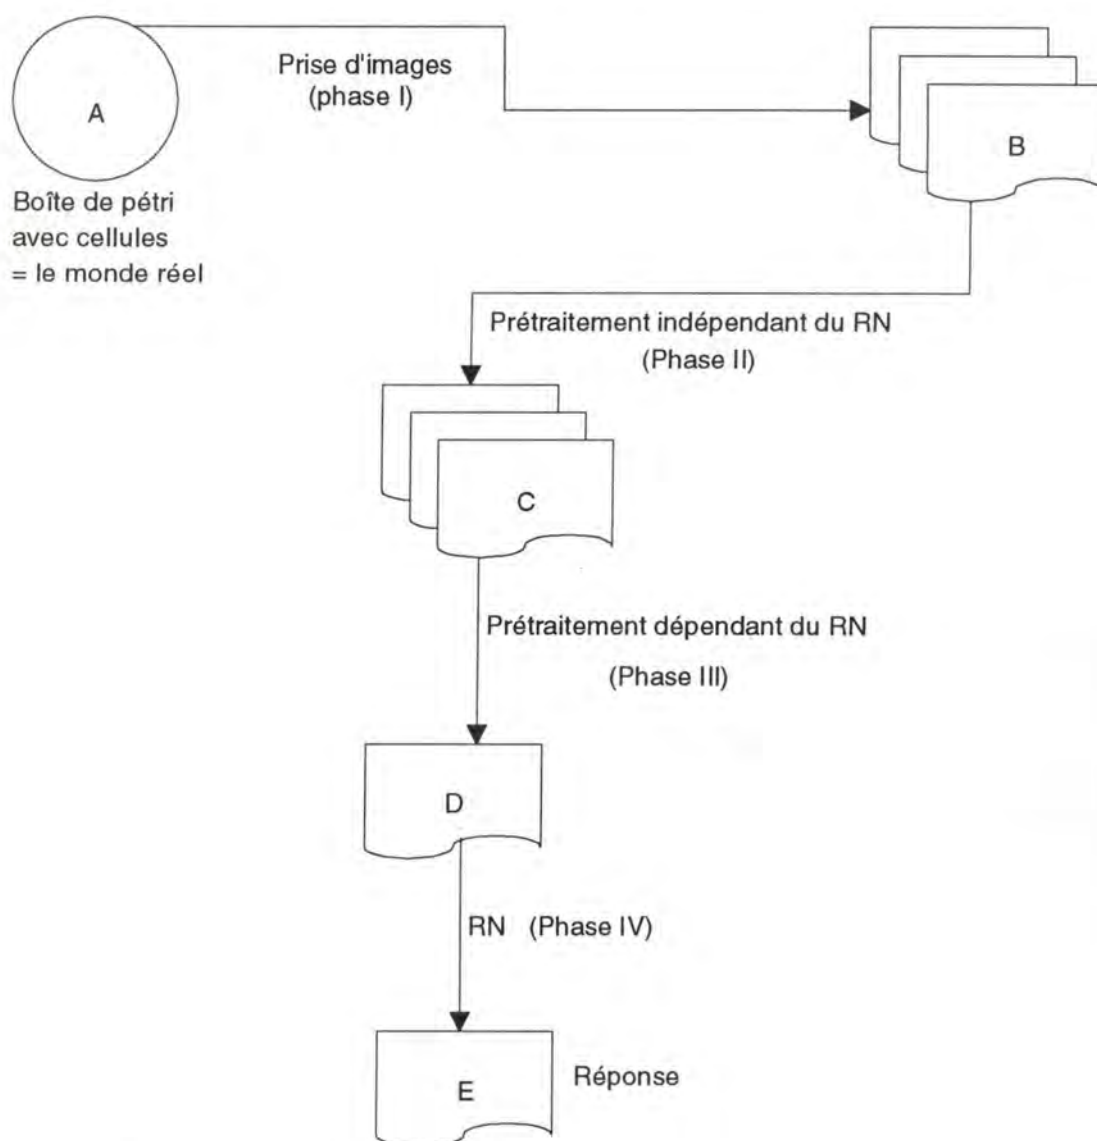 A
Prise d'images
(phase I)
B
Boîte de pétri
avec cellules
= le monde réel
Prétraitement indépendant du RN
(Phase II)
C
Prétraitement dépendant du RN
(Phase III)
D
RN (Phase IV)
E
Réponse